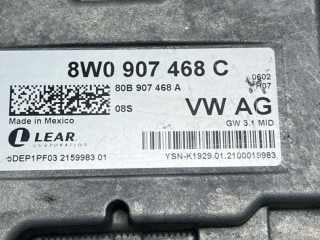 8W0 907 468 C
80B 907 468 A
0602
H07
Made in Mexico
08S
VW AG
LEAR
CORPORATION
GW 3.1 MID
5DEP1PF03 2159983 01
YSN-K1929.01.2100019983